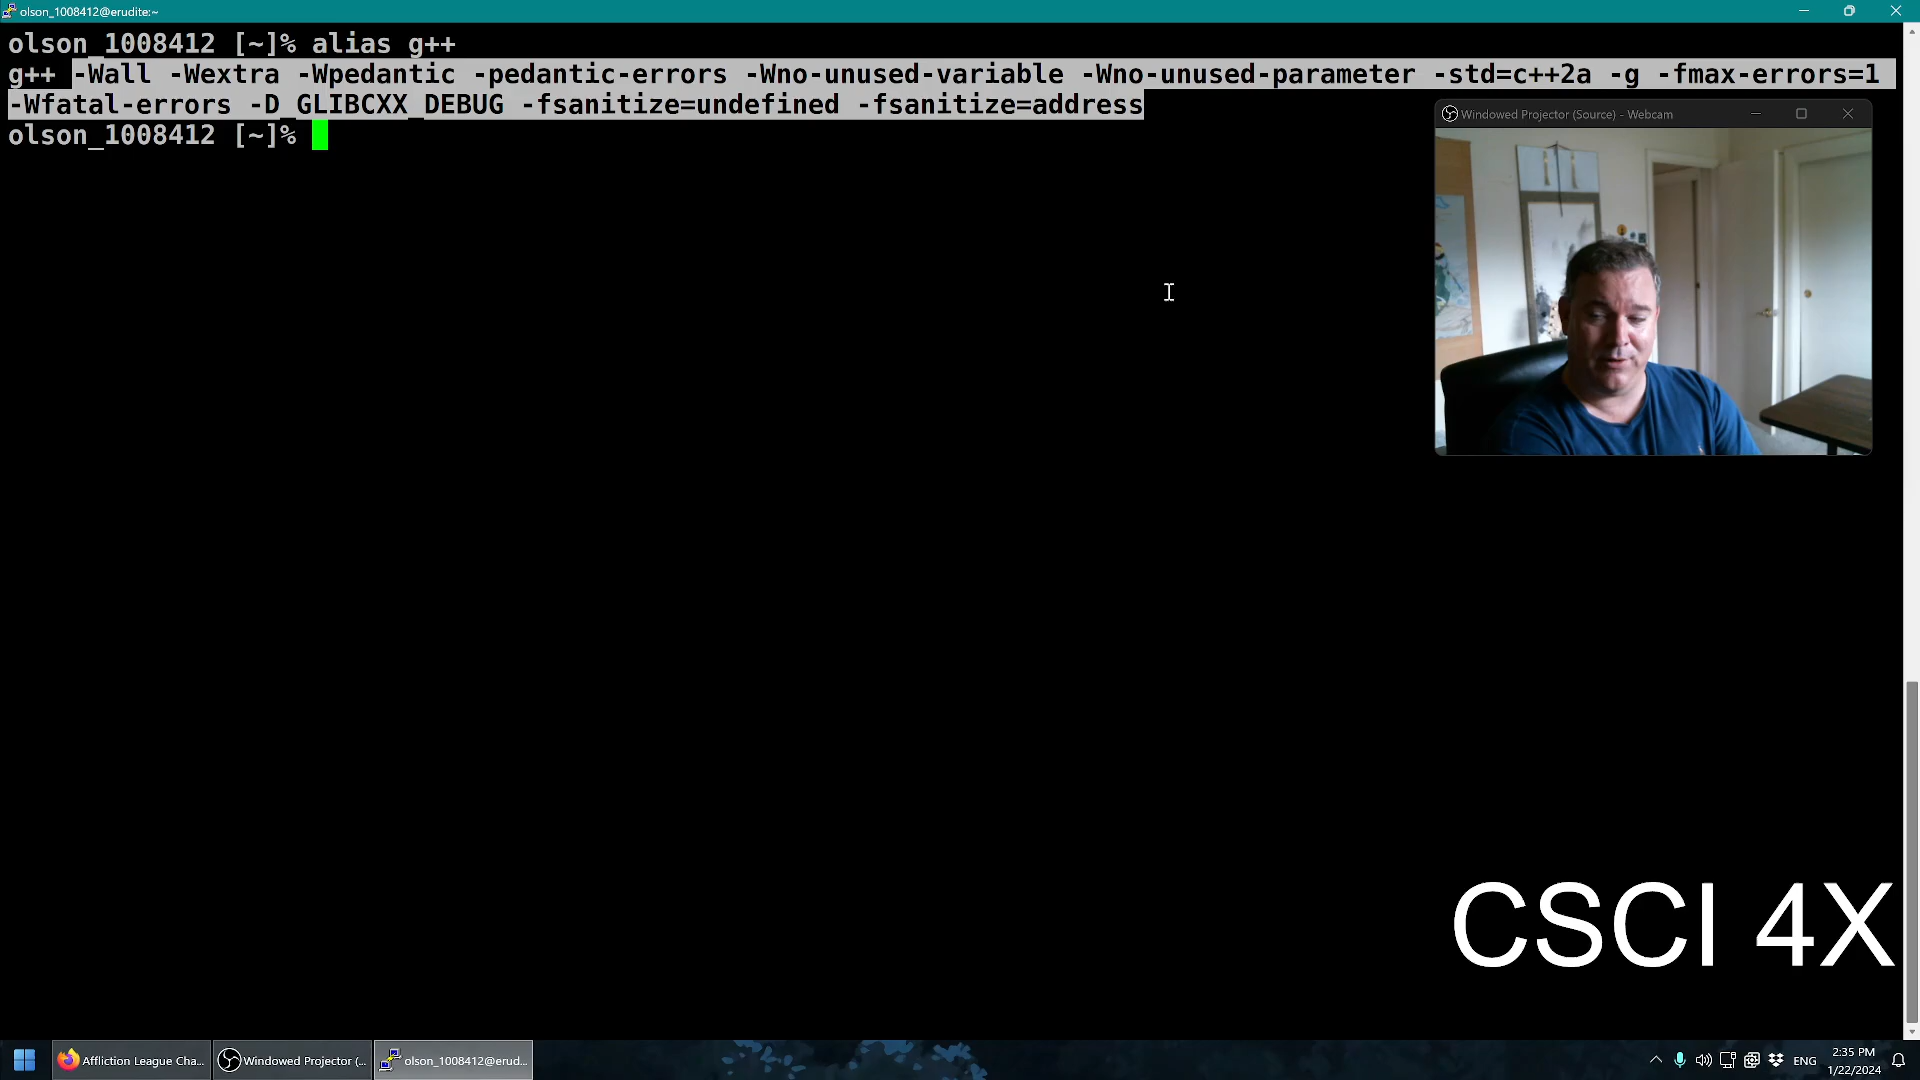 olson_1008412@erudite:~
olson_1008412 [~]% alias g++
g++ -Wall -Wextra -Wpedantic -pedantic-errors -Wno-unused-variable -Wno-unused-parameter -std=c++2a -g -fmax-errors=1
-Wfatal-errors -D_GLIBCXX_DEBUG -fsanitize=undefined -fsanitize=address
olson_1008412 [~]%
Windowed Projector (Source) - Webcam
CSCI 4X
Affliction League Cha...
Windowed Projector (...
olson_1008412@erud...
ENG
2:35 PM
1/22/2024